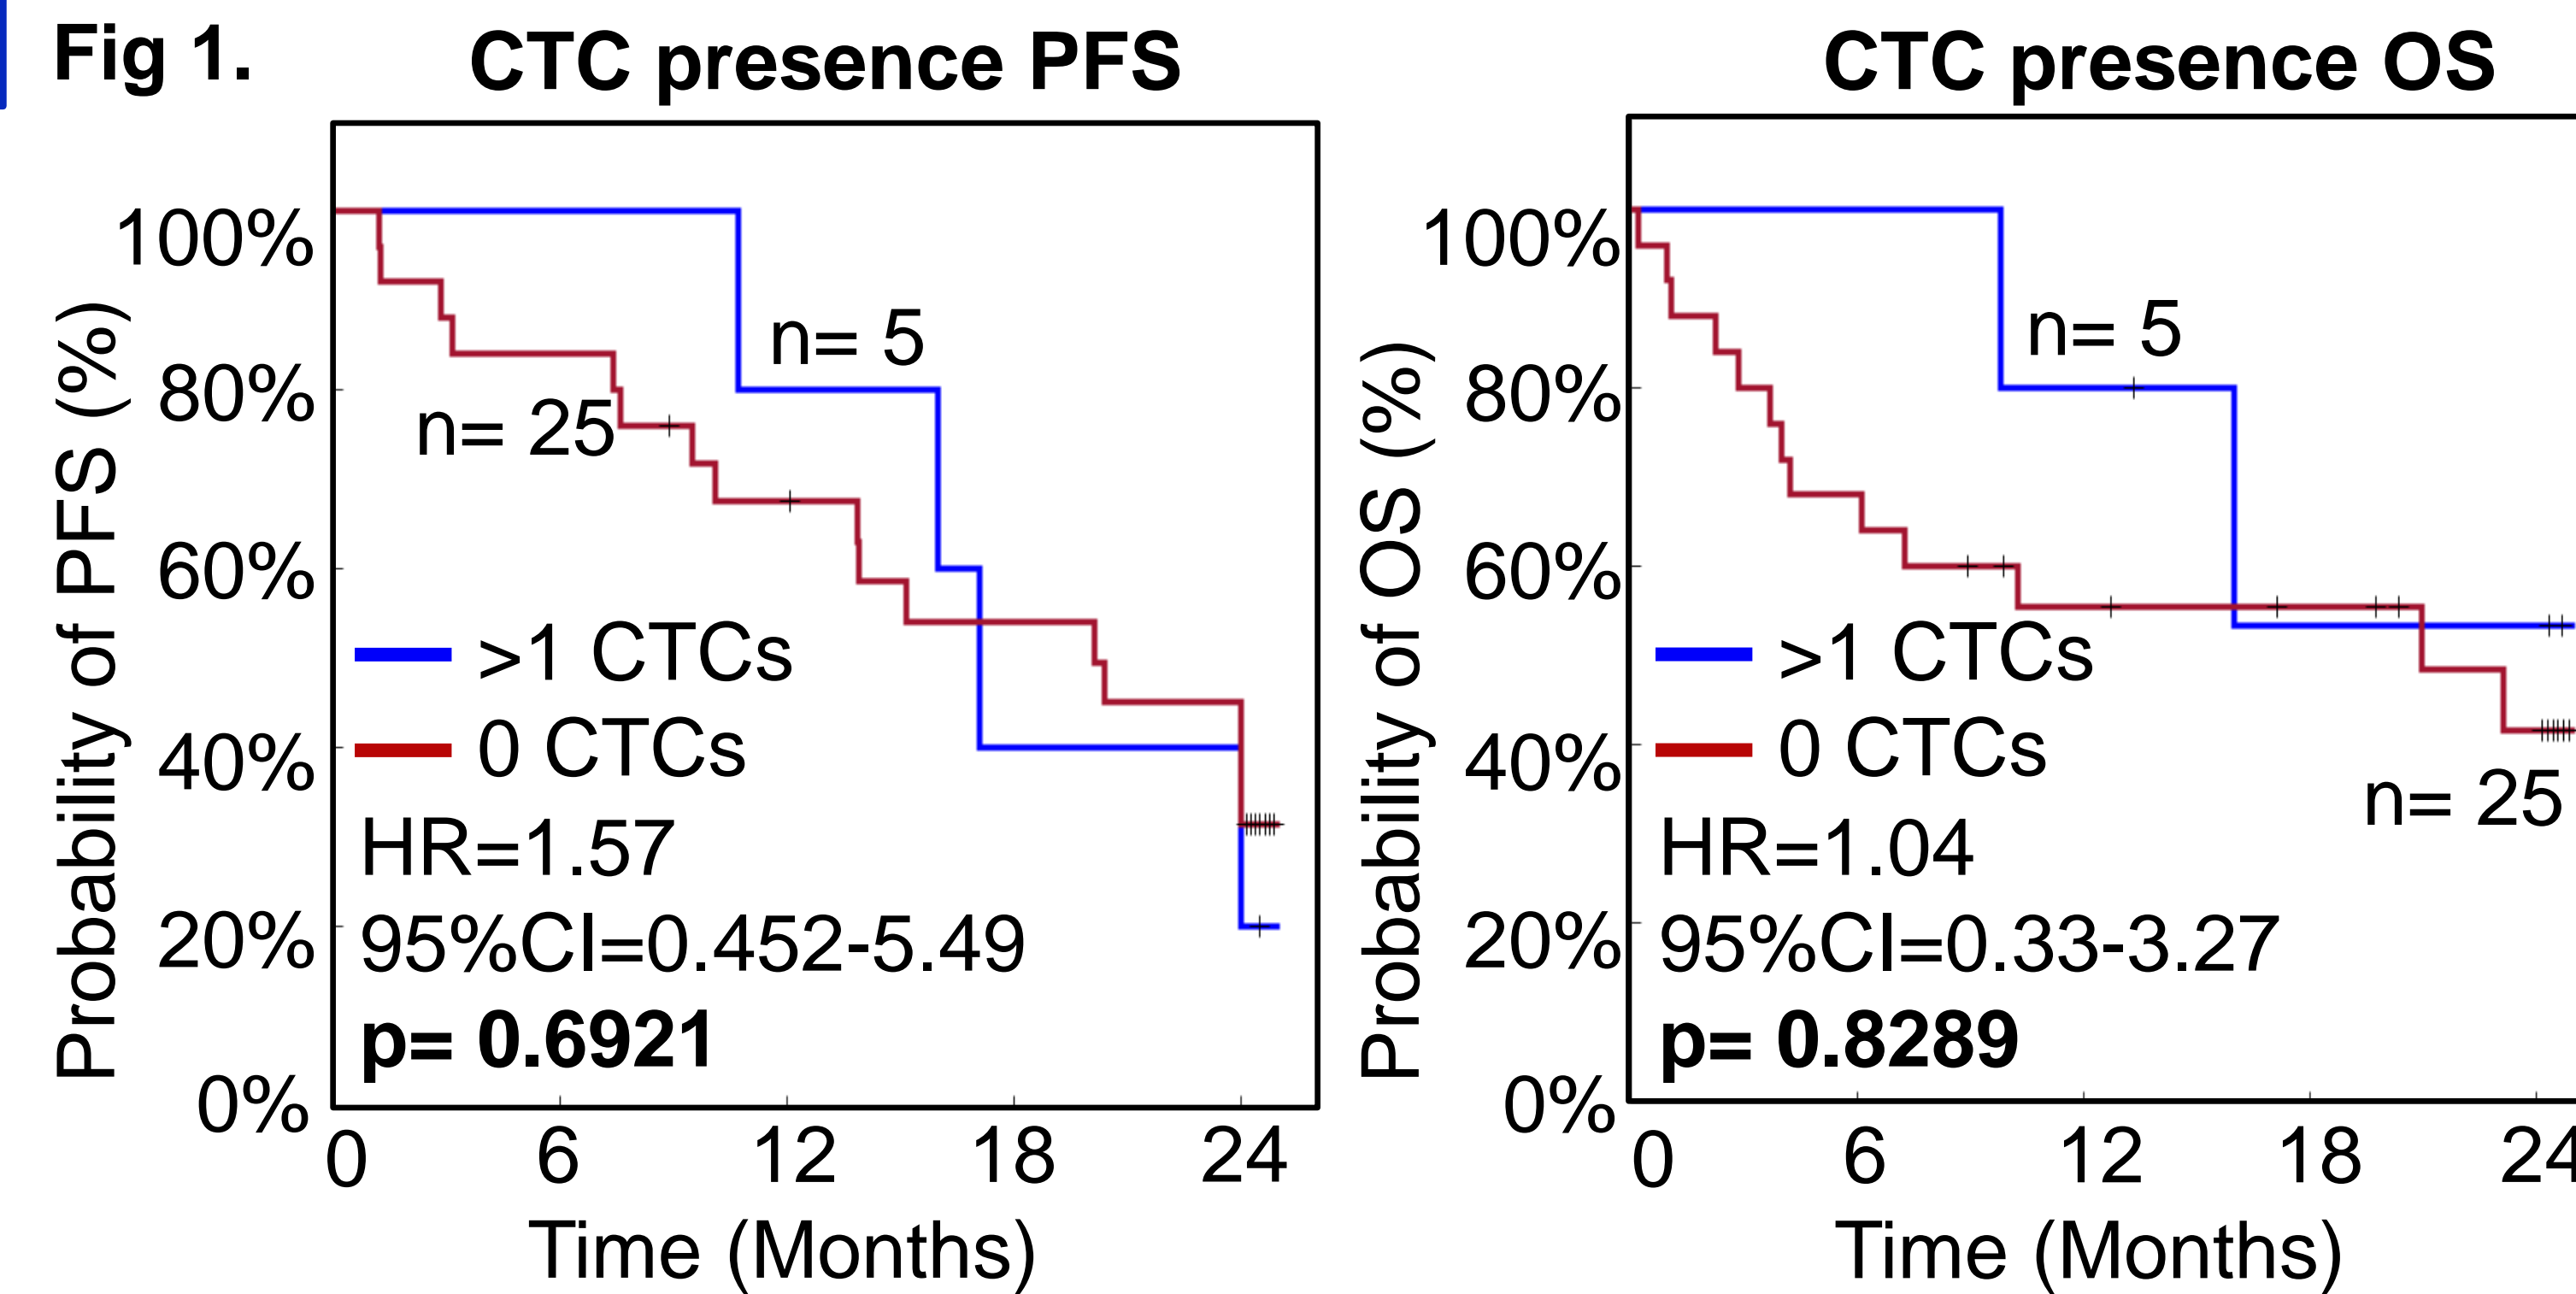 Fig 1.
CTC presence PFS
Probability of PFS (%)
100%
80%
60%
40%
20%
0%
n= 5
n= 25
>1 CTCs
0 CTCs
HR=1.57
95%CI=0.452-5.49
p= 0.6921
0 6 12 18 24
Time (Months)
CTC presence OS
Probability of OS (%)
100%
80%
60%
40%
20%
0%
n= 5
>1 CTCs
0 CTCs
n= 25
HR=1.04
95%CI=0.33-3.27
p= 0.8289
0 6 12 18 24
Time (Months)